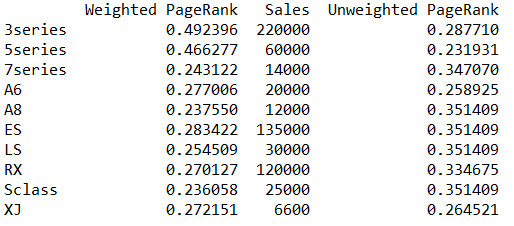 Weighted PageRank Sales Unweighted PageRank
3series 0.492396 220000 0.287710
5series 0.466277 60000 0.231931
7series 0.243122 14000 0.347070
A6 0.277006 20000 0.258925
A8 0.237550 12000 0.351409
ES 0.283422 135000 0.351409
LS 0.254509 30000 0.351409
RX 0.270127 120000 0.334675
Sclass 0.236058 25000 0.351409
XJ 0.272151 6600 0.264521